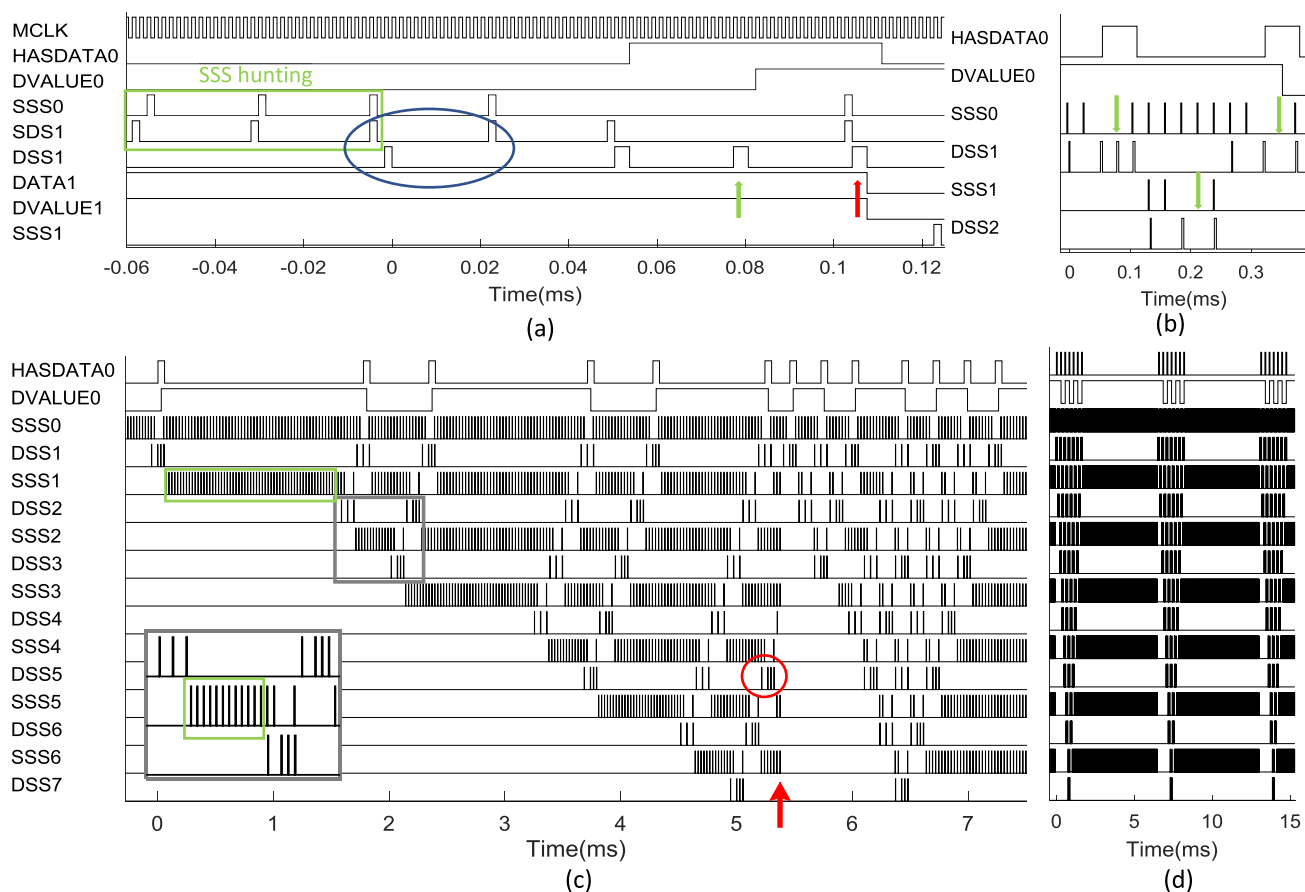 MCLK
HASDATA0
DVALUE0
SSS hunting
SSS0
SDS1
DSS1
DATA1
DVALUE1
SSS1
-0.06 -0.04 -0.02 0 0.02 0.04 0.06 0.08 0.1 0.12
Time(ms)
(a)
HASDATA0
DVALUE0
SSS0
DSS1
SSS1
DSS2
0 0.1 0.2 0.3
Time(ms)
(b)
HASDATA0
DVALUE0
SSS0
DSS1
SSS1
DSS2
SSS2
DSS3
SSS3
DSS4
SSS4
DSS5
SSS5
DSS6
SSS6
DSS7
0 1 2 3 4 5 6 7
Time(ms)
(c)
0 5 10 15
Time(ms)
(d)